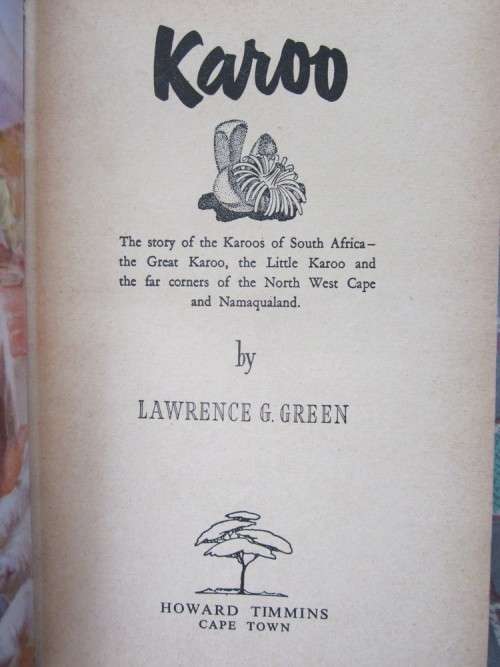 Karoo
The story of the Karoos of South Africa—
the Great Karoo, the Little Karoo and
the far corners of the North West Cape
and Namaqualand.
by
LAWRENCE G. GREEN
HOWARD TIMMINS
CAPE TOWN